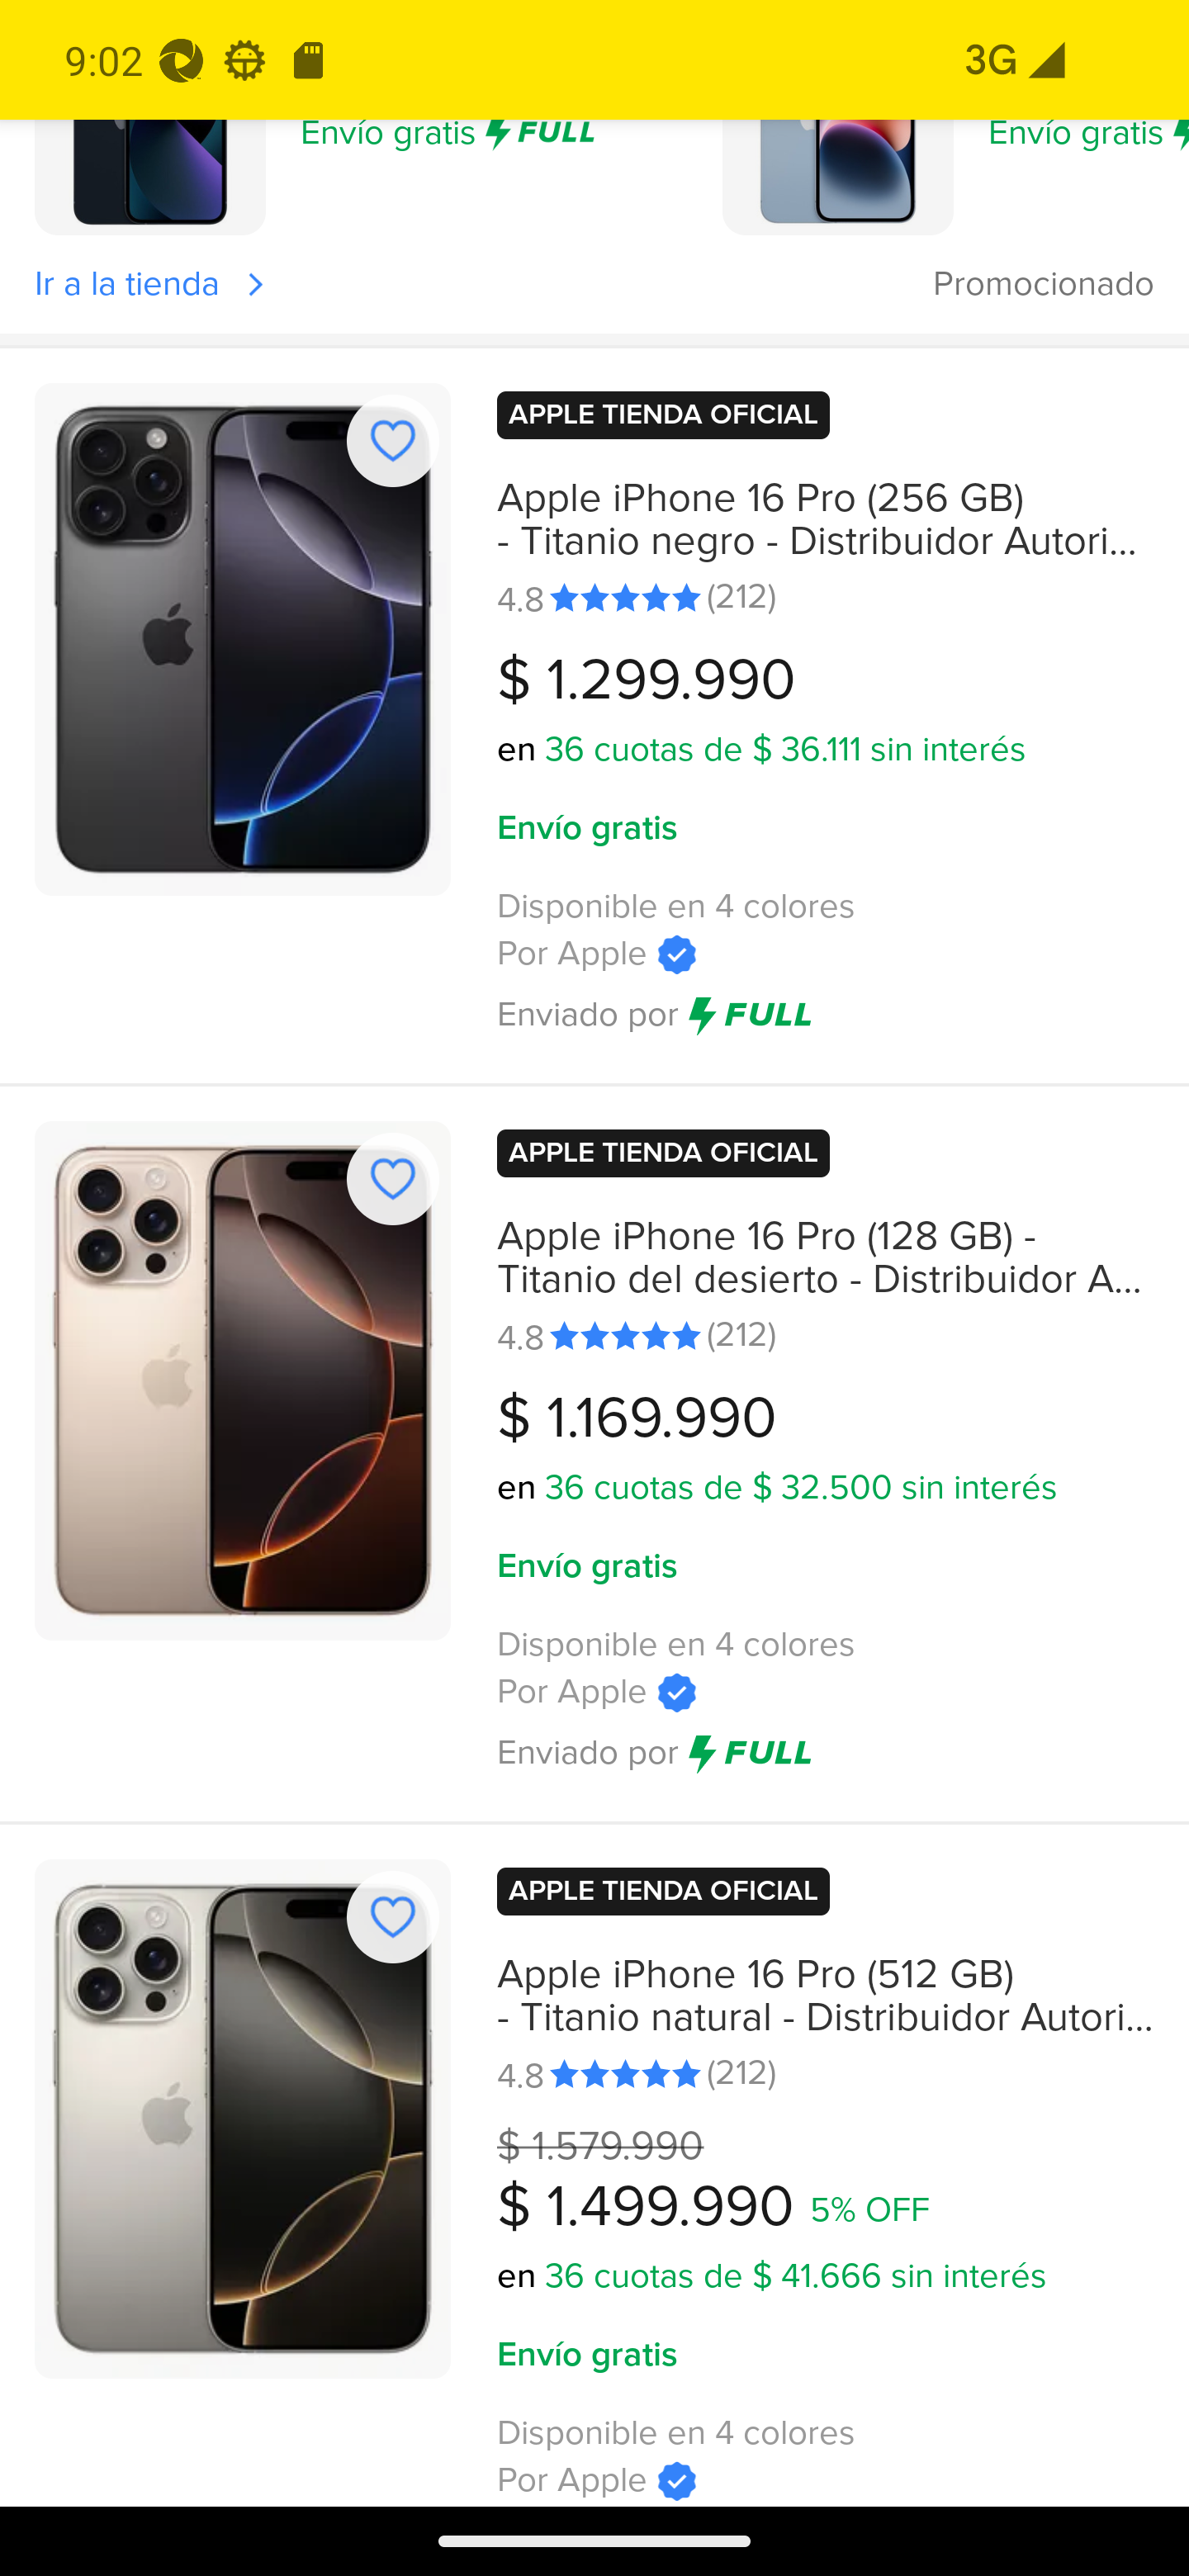 9:02
3G
Envío gratis FULL
Envío gratis
Ir a la tienda
Promocionado
APPLE TIENDA OFICIAL
Apple iPhone 16 Pro (256 GB)
- Titanio negro - Distribuidor Autori...
4.8 (212)
$ 1.299.990
en 36 cuotas de $ 36.111 sin interés
Envío gratis
Disponible en 4 colores
Por Apple
Enviado por FULL
APPLE TIENDA OFICIAL
Apple iPhone 16 Pro (128 GB) -
Titanio del desierto - Distribuidor A...
4.8 (212)
$ 1.169.990
en 36 cuotas de $ 32.500 sin interés
Envío gratis
Disponible en 4 colores
Por Apple
Enviado por FULL
APPLE TIENDA OFICIAL
Apple iPhone 16 Pro (512 GB)
- Titanio natural - Distribuidor Autori...
4.8 (212)
$ 1.579.990
$ 1.499.990 5% OFF
en 36 cuotas de $ 41.666 sin interés
Envío gratis
Disponible en 4 colores
Por Apple